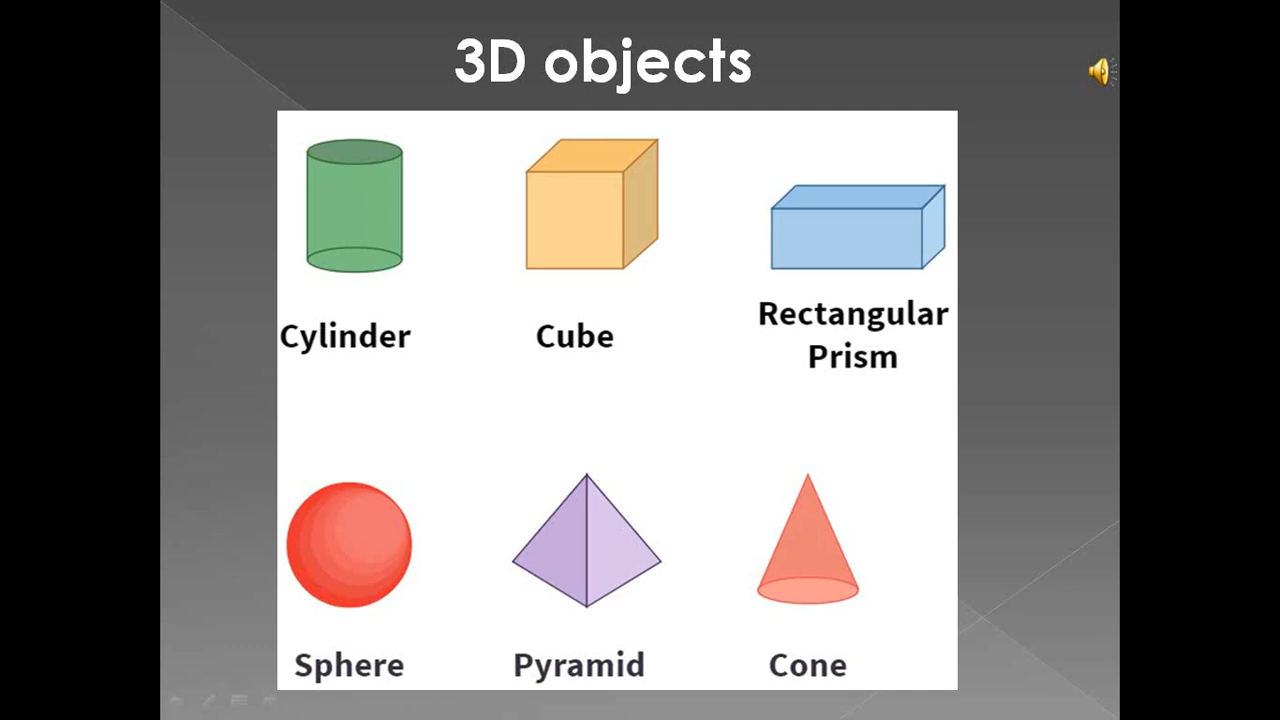 3D objects
Cylinder
Cube
Rectangular
Prism
Sphere
Pyramid
Cone